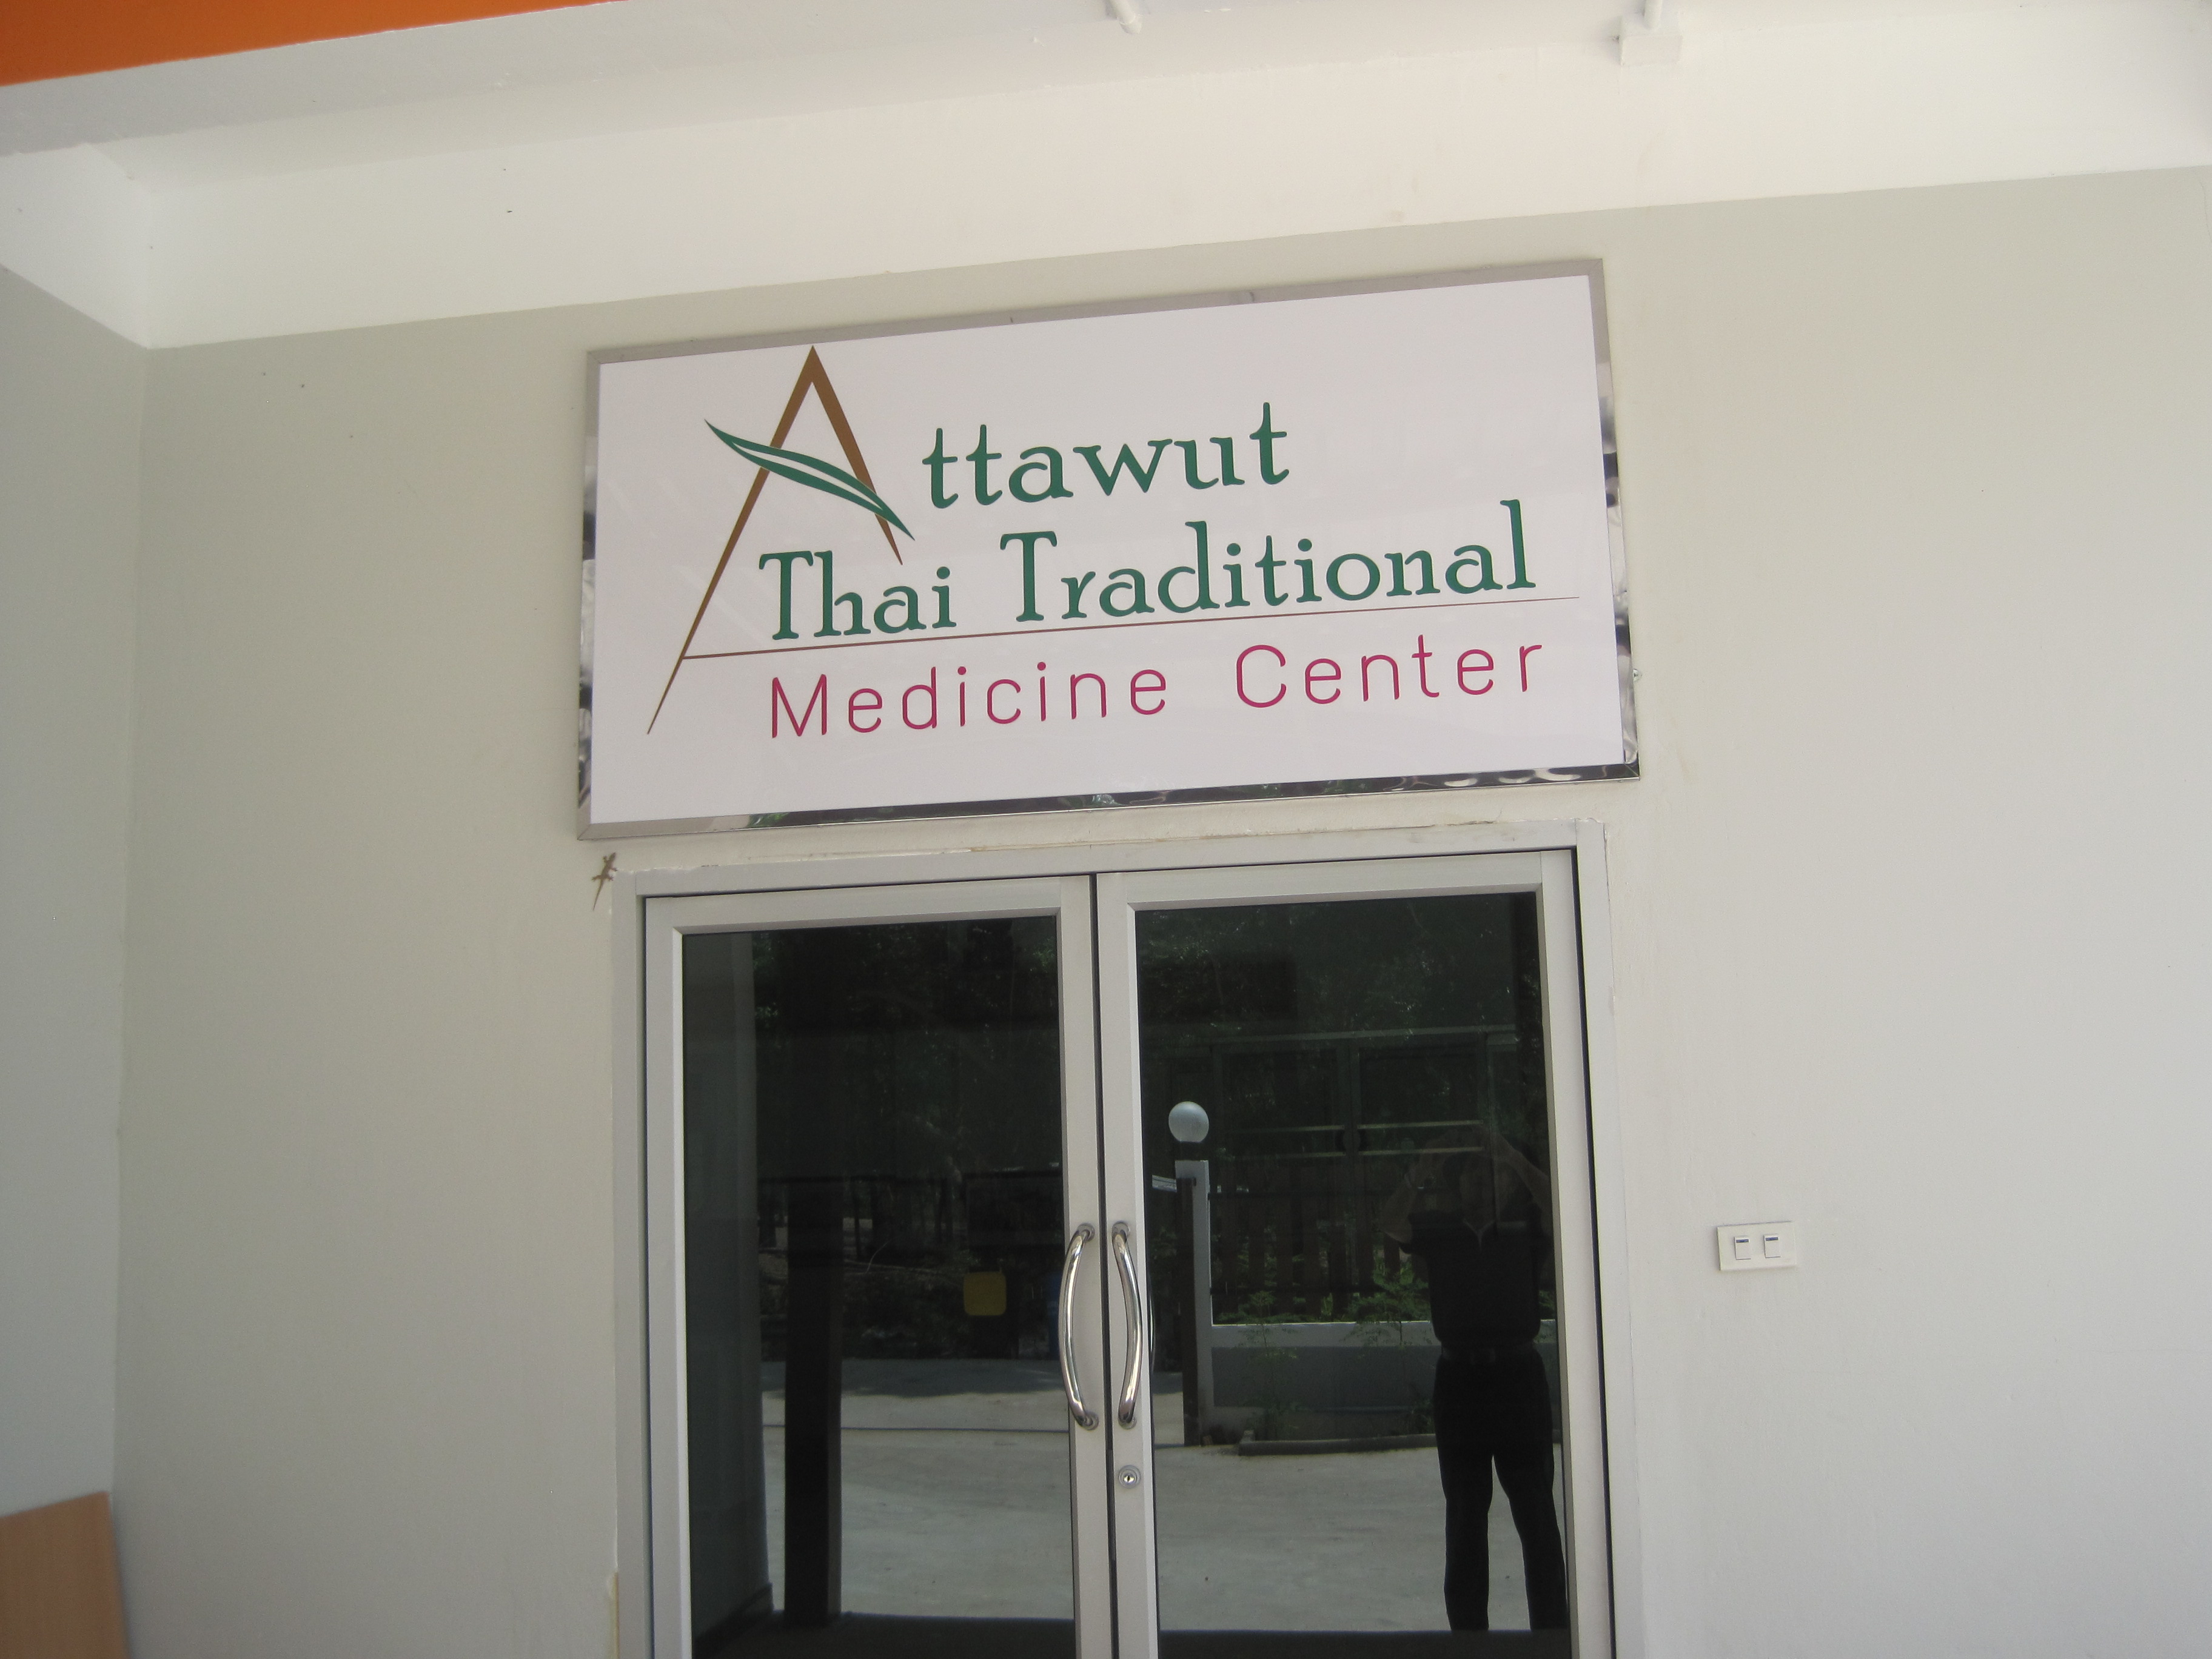 Attawut
Thai Traditional
Medicine Center